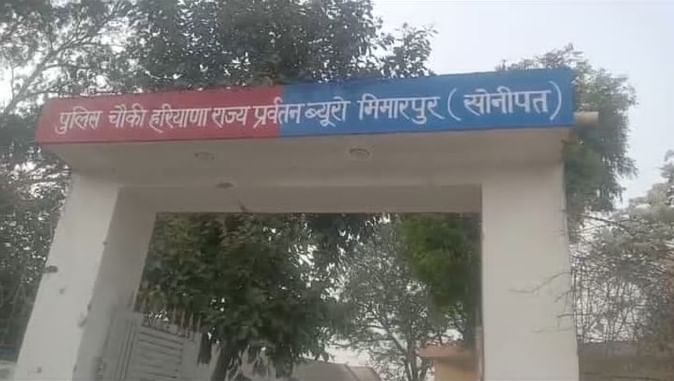 पुलिस चौकी हरियाणा राज्य प्रर्वतन ब्यूरो मिमारपुर (सोनीपत)